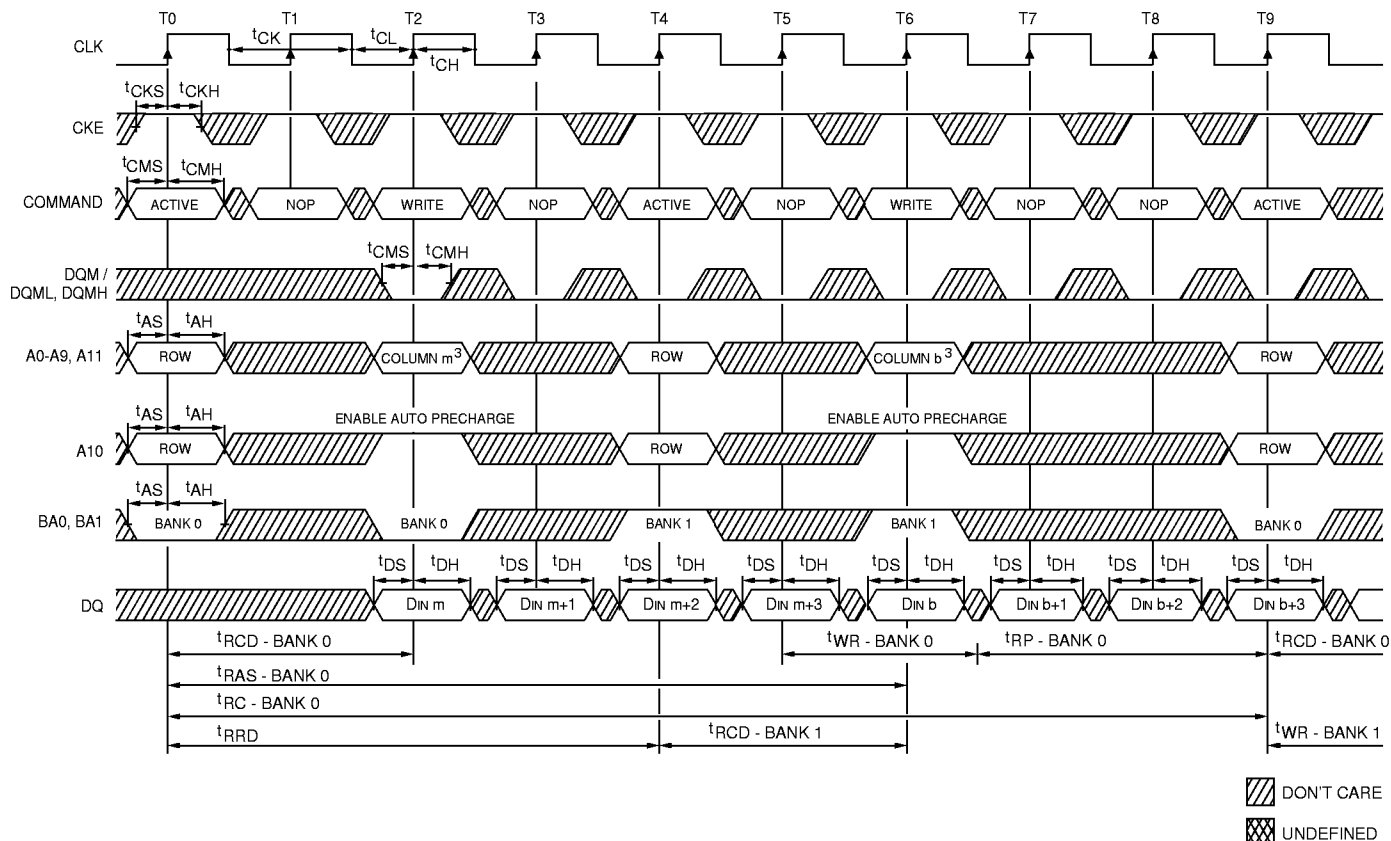 T0 T1 T2 T3 T4 T5 T6 T7 T8 T9
CLK
tCK tCL
tCH
tCKS tCKH
CKE
tCMS tCMH
COMMAND ACTIVE NOP WRITE NOP ACTIVE NOP WRITE NOP NOP ACTIVE
tCMS tCMH
DQM /
DQML, DQMH
tAS tAH
A0-A9, A11 ROW COLUMN m3 ROW COLUMN b3 ROW
tAS tAH
ENABLE AUTO PRECHARGE ENABLE AUTO PRECHARGE
A10 ROW ROW ROW
tAS tAH
BA0, BA1 BANK 0 BANK 0 BANK 1 BANK 1 BANK 0
tDS tDH tDS tDH tDS tDH tDS tDH tDS tDH tDS tDH tDS tDH tDS tDH
DQ DIN m DIN m+1 DIN m+2 DIN m+3 DIN b DIN b+1 DIN b+2 DIN b+3
tRCD - BANK 0 tWR - BANK 0 tRP - BANK 0 tRCD - BANK 0
tRAS - BANK 0
tRC - BANK 0
tRRD tRCD - BANK 1 tWR - BANK 1
DON'T CARE
UNDEFINED